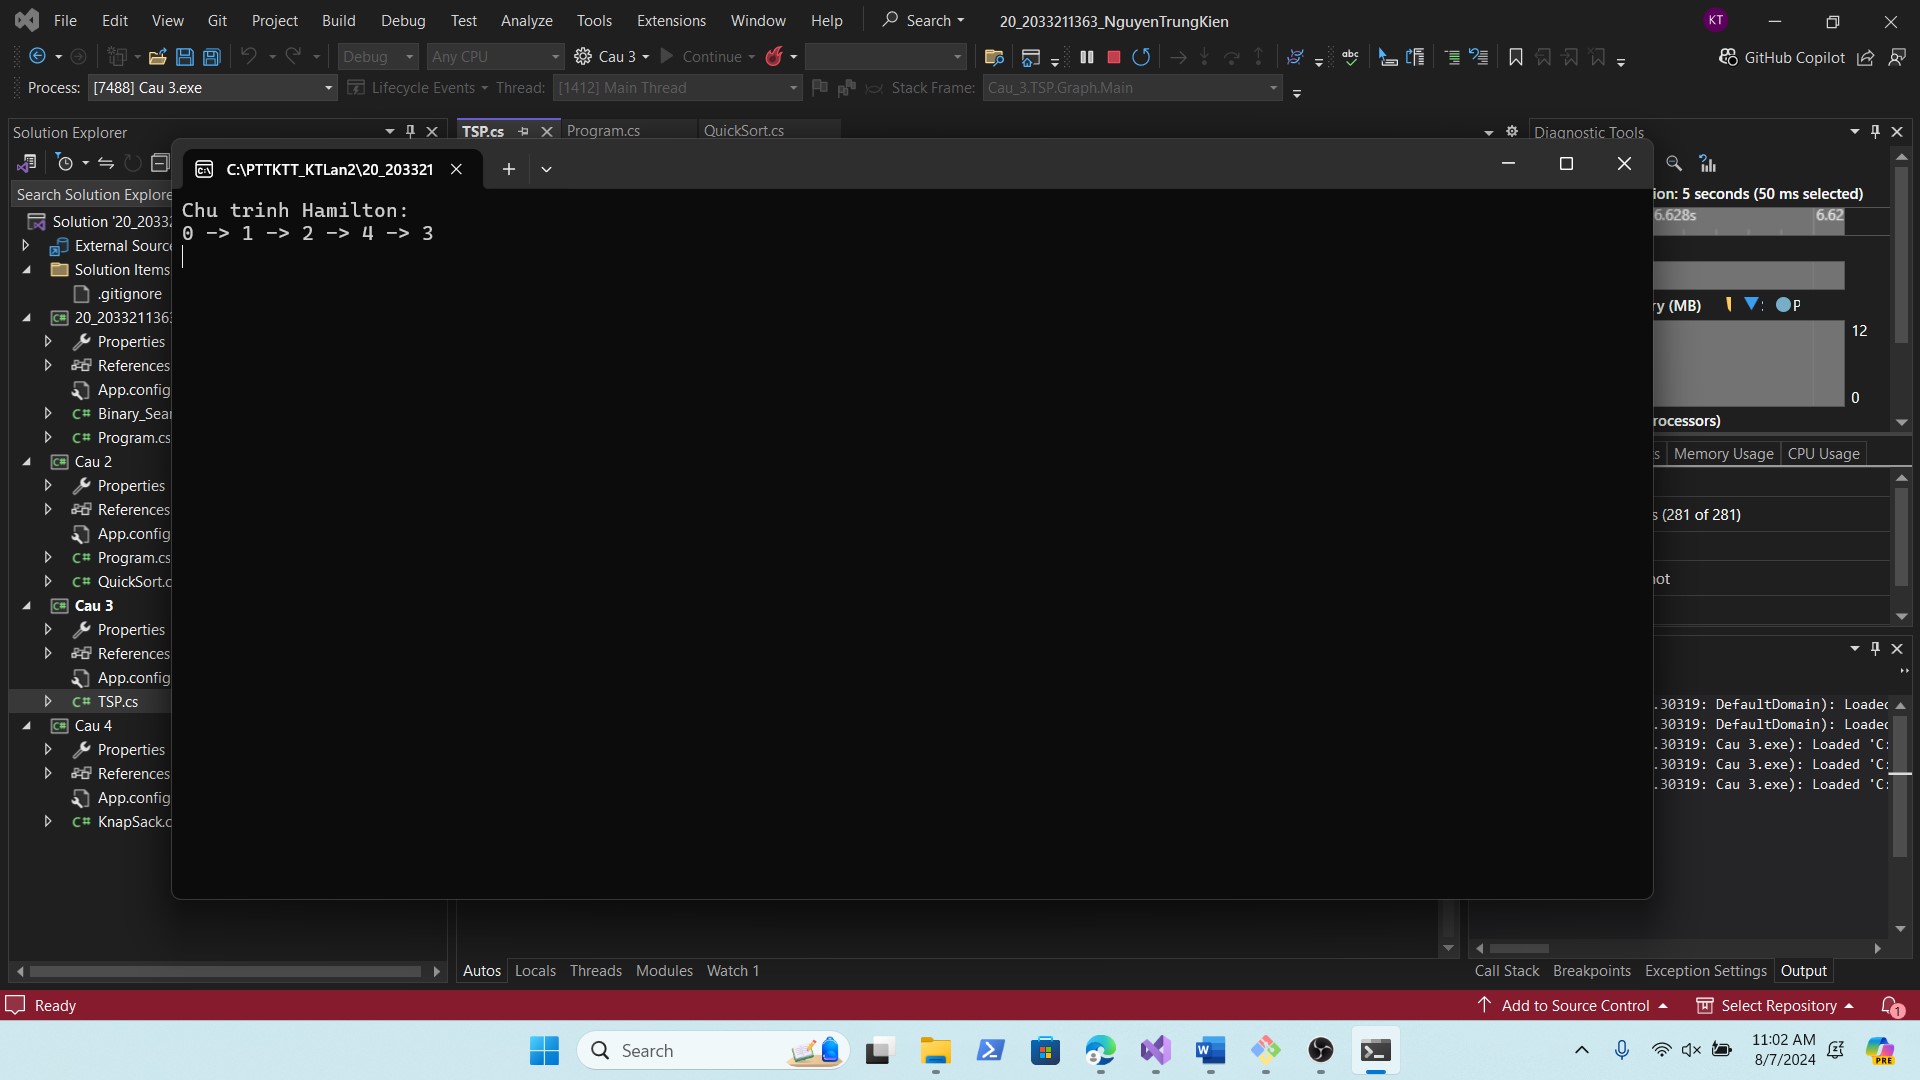 File Edit View Git Project Build Debug Test Analyze Tools Extensions Window Help Search 20_2033211363_NguyenTrungKien KT
Debug Any CPU Cau 3 Continue GitHub Copilot
Process: [7488] Cau 3.exe Lifecycle Events Thread: [1412] Main Thread Stack Frame: Cau_3.TSP.Graph.Main
Solution Explorer
TSP.cs Program.cs QuickSort.cs
Diagnostic Tools
C:\PTTKTT_KTLan2\20_203321
Chu trinh Hamilton:
0 -> 1 -> 2 -> 4 -> 3
Search Solution Explore
Solution '20_2033
External Sourc
Solution Items
.gitignore
20_203321136
Properties
References
App.config
Binary_Sea
Program.cs
Cau 2
Properties
References
App.config
Program.cs
QuickSort.c
Cau 3
Properties
References
App.config
TSP.cs
Cau 4
Properties
References
App.config
KnapSack.c
ion: 5 seconds (50 ms selected)
6.628s 6.62
ry (MB) P
12
0
rocessors)
s Memory Usage CPU Usage
s (281 of 281)
ot
.30319: DefaultDomain): Loaded
.30319: DefaultDomain): Loaded
.30319: Cau 3.exe): Loaded 'C:
.30319: Cau 3.exe): Loaded 'C:
.30319: Cau 3.exe): Loaded 'C:
Autos Locals Threads Modules Watch 1
Call Stack Breakpoints Exception Settings Output
Ready
Add to Source Control Select Repository 1
Search
11:02 AM
8/7/2024
PRE